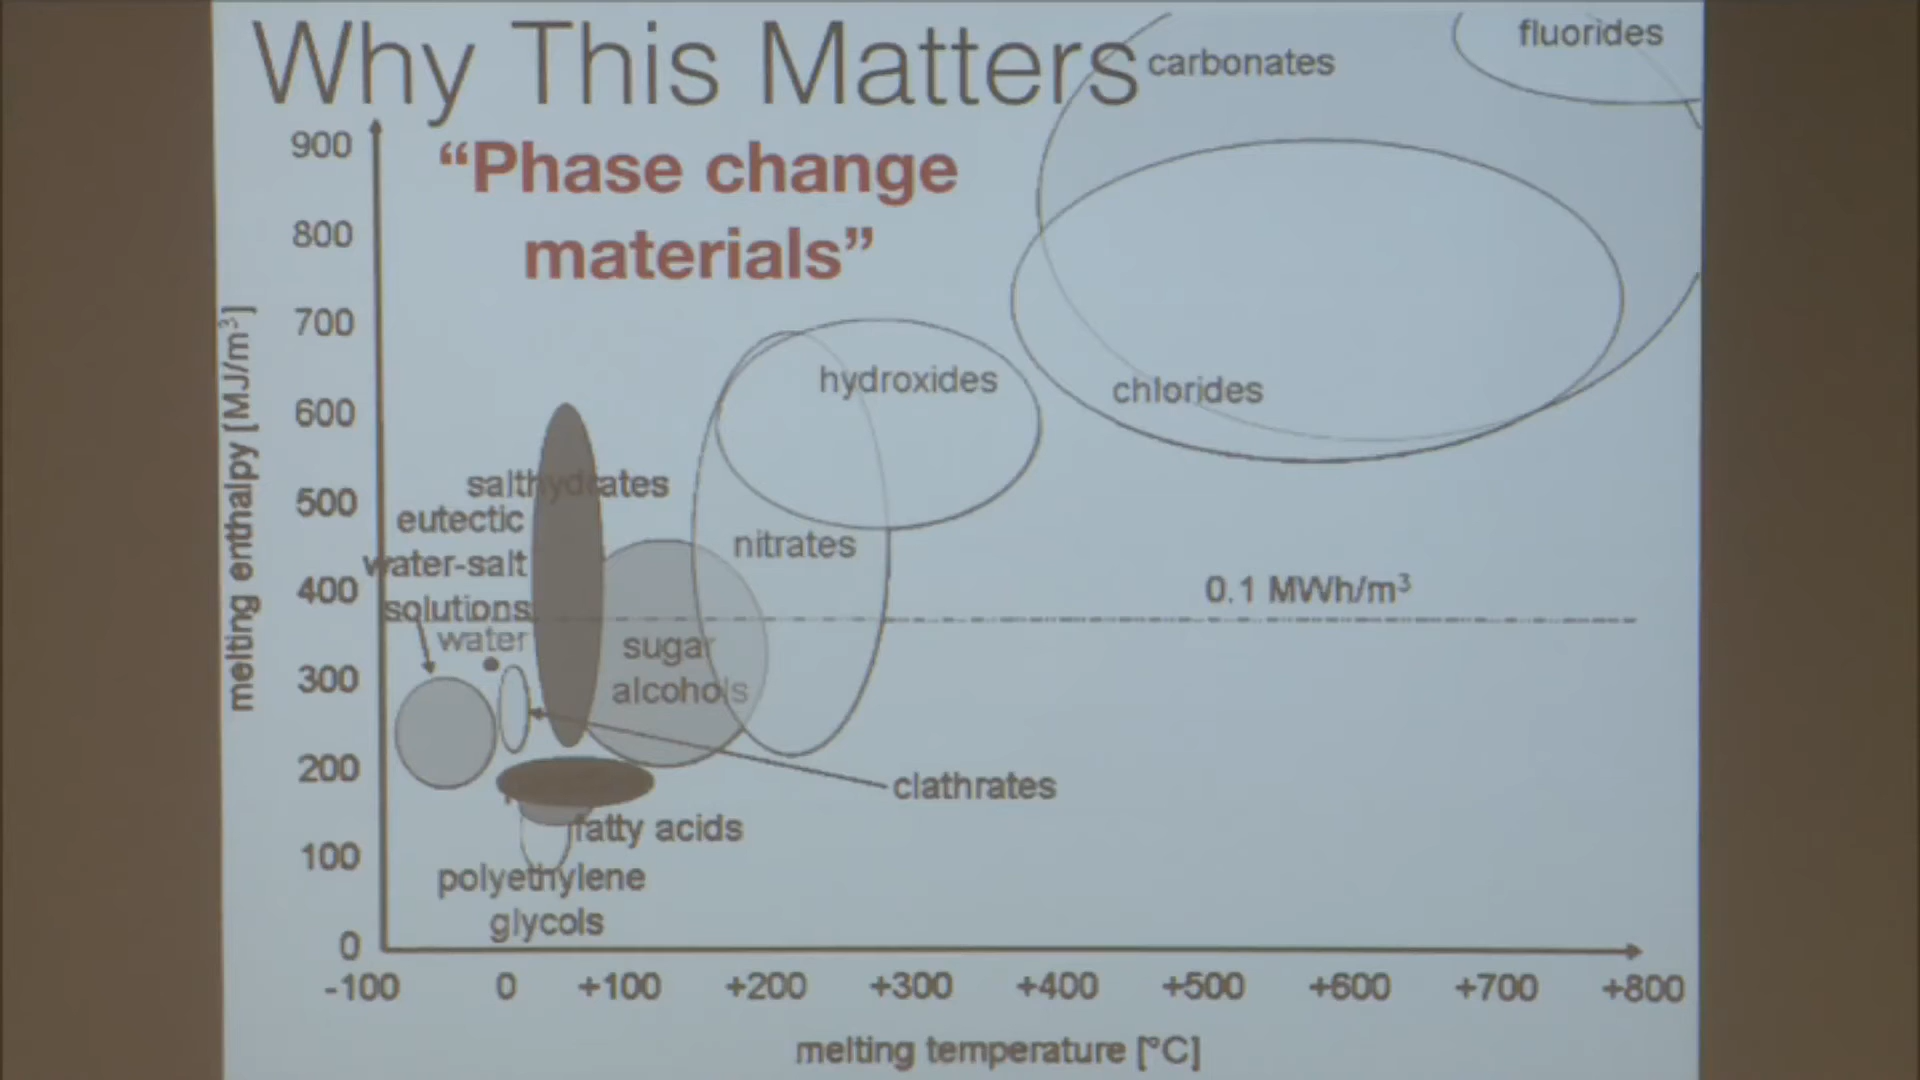 Why This Matters
carbonates
fluorides
“Phase change
materials”
900
800
700
600
500
400
300
200
100
0
melting enthalpy [MJ/m³]
hydroxides
chlorides
salthydrates
eutectic
water-salt
solutions
water
nitrates
0.1 MWh/m³
sugar
alcohols
clathrates
fatty acids
polyethylene
glycols
-100 0 +100 +200 +300 +400 +500 +600 +700 +800
melting temperature [°C]